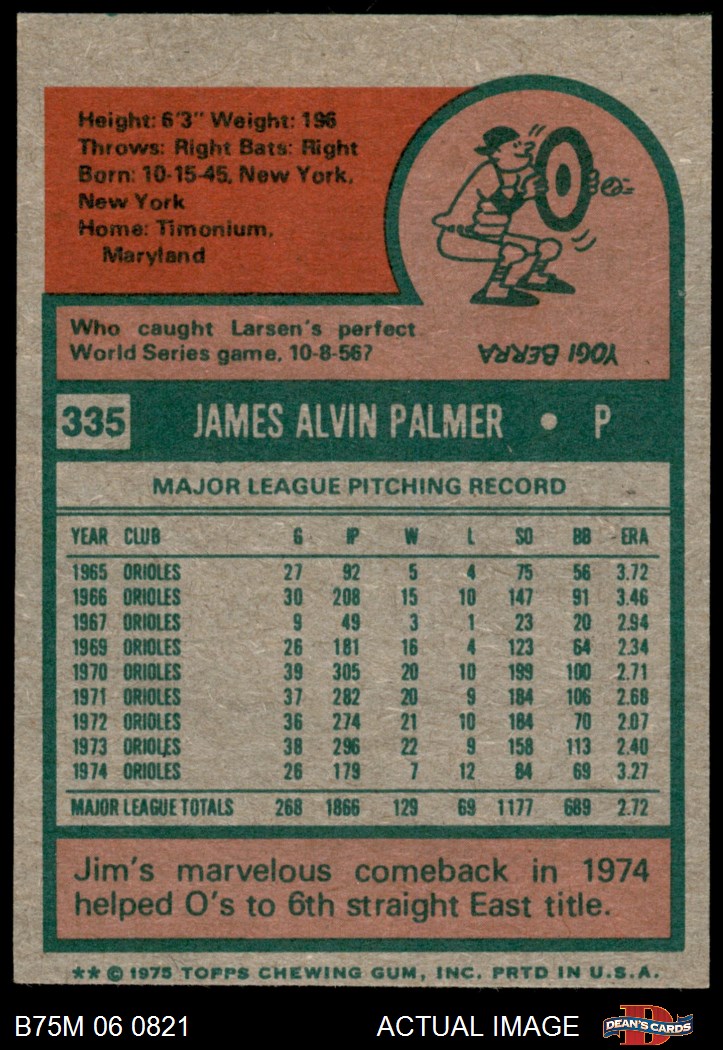 Height: 6'3" Weight: 196
Throws: Right Bats: Right
Born: 10-15-45, New York,
New York
Home: Timonium,
Maryland
Who caught Larsen's perfect
World Series game, 10-8-56?
YOGI BERRA
335 JAMES ALVIN PALMER • P
MAJOR LEAGUE PITCHING RECORD
YEAR CLUB G IP W L SO BB ERA
1965 ORIOLES 27 92 5 4 75 56 3.72
1966 ORIOLES 30 208 15 10 147 91 3.46
1967 ORIOLES 9 49 3 1 23 20 2.94
1969 ORIOLES 26 181 16 4 123 64 2.34
1970 ORIOLES 39 305 20 10 199 100 2.71
1971 ORIOLES 37 282 20 9 184 106 2.68
1972 ORIOLES 36 274 21 10 184 70 2.07
1973 ORIOLES 38 296 22 9 158 113 2.40
1974 ORIOLES 26 179 7 12 84 69 3.27
MAJOR LEAGUE TOTALS 268 1866 129 69 1177 689 2.72
Jim's marvelous comeback in 1974
helped O's to 6th straight East title.
** © 1975 TOPPS CHEWING GUM, INC. PRTD IN U.S.A.
B75M 06 0821 ACTUAL IMAGE D DEAN'S CARDS